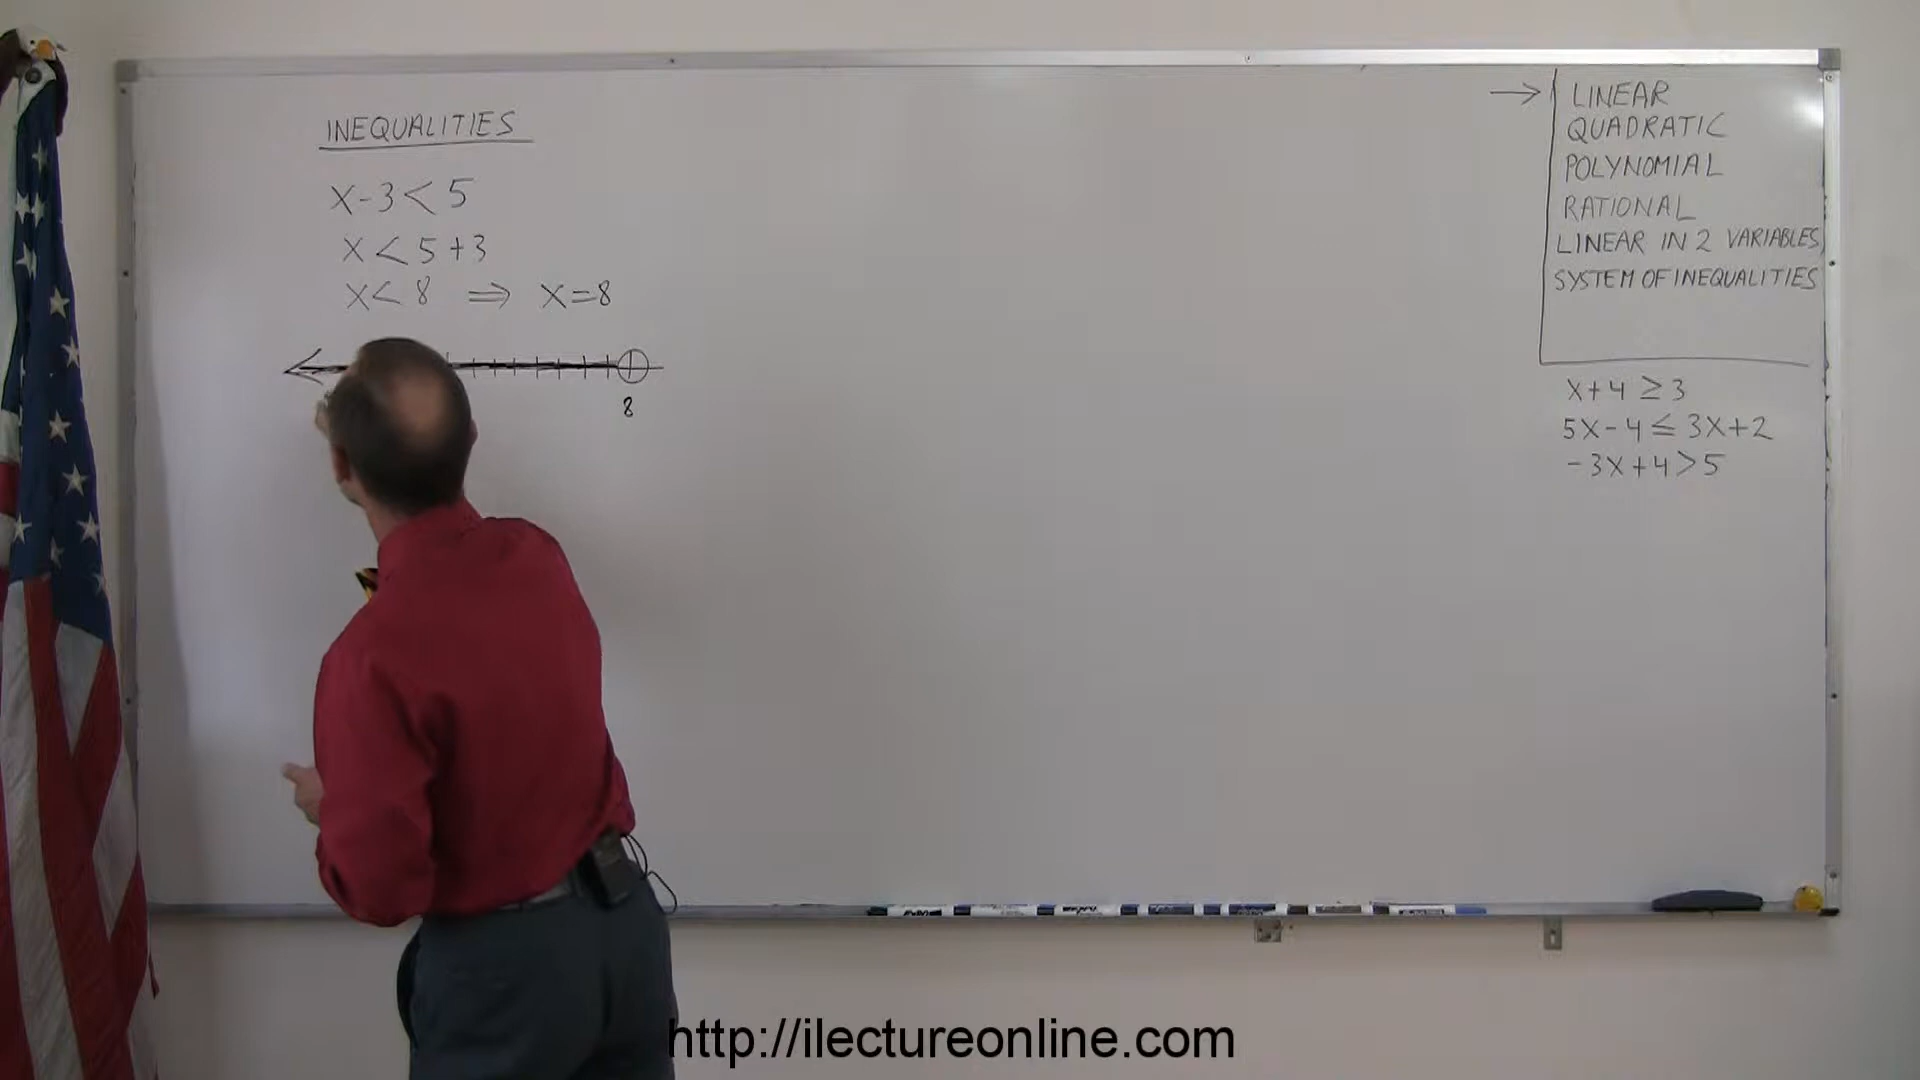 INEQUALITIES
X-3<5
X<5+3
X<8 ⇒ X=8
8
→ LINEAR
QUADRATIC
POLYNOMIAL
RATIONAL
LINEAR IN 2 VARIABLES
SYSTEM OF INEQUALITIES
X+4≥3
5X-4≤3X+2
-3X+4>5
http://ilectureonline.com